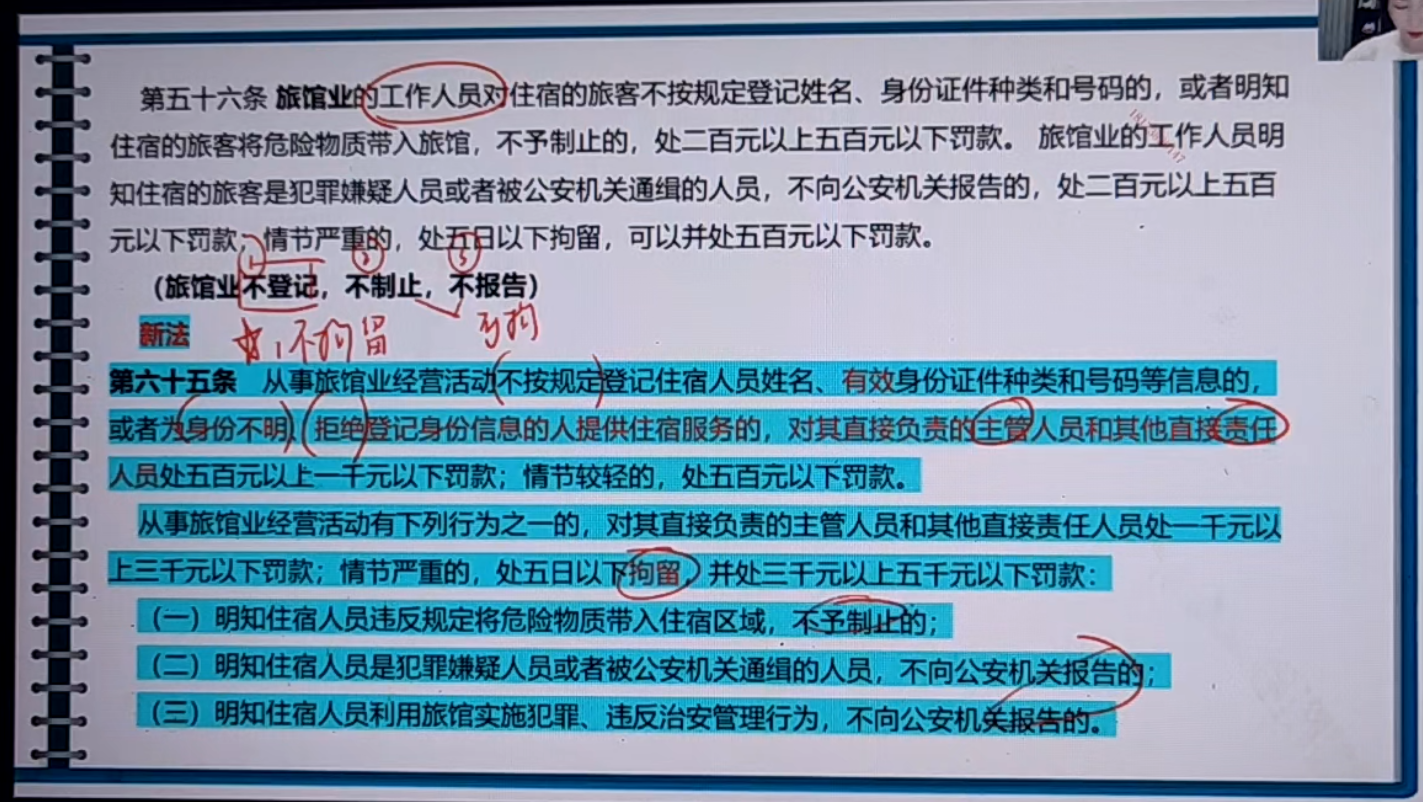 第五十六条 旅馆业的工作人员对住宿的旅客不按规定登记姓名、身份证件种类和号码的，或者明知
住宿的旅客将危险物质带入旅馆，不予制止的，处二百元以上五百元以下罚款。 旅馆业的工作人员明
知住宿的旅客是犯罪嫌疑人员或者被公安机关通缉的人员，不向公安机关报告的，处二百元以上五百
元以下罚款；情节严重的，处五日以下拘留，可以并处五百元以下罚款。
① ② ③
（旅馆业不登记，不制止，不报告）
新法
1不拘留
可拘
第六十五条 从事旅馆业经营活动不按规定登记住宿人员姓名、有效身份证件种类和号码等信息的，
或者为身份不明、拒绝登记身份信息的人提供住宿服务的，对其直接负责的主管人员和其他直接责任
人员处五百元以上一千元以下罚款；情节较轻的，处五百元以下罚款。
从事旅馆业经营活动有下列行为之一的，对其直接负责的主管人员和其他直接责任人员处一千元以
上三千元以下罚款；情节严重的，处五日以下拘留，并处三千元以上五千元以下罚款：
（一）明知住宿人员违反规定将危险物质带入住宿区域，不予制止的；
（二）明知住宿人员是犯罪嫌疑人员或者被公安机关通缉的人员，不向公安机关报告的；
（三）明知住宿人员利用旅馆实施犯罪、违反治安管理行为，不向公安机关报告的。